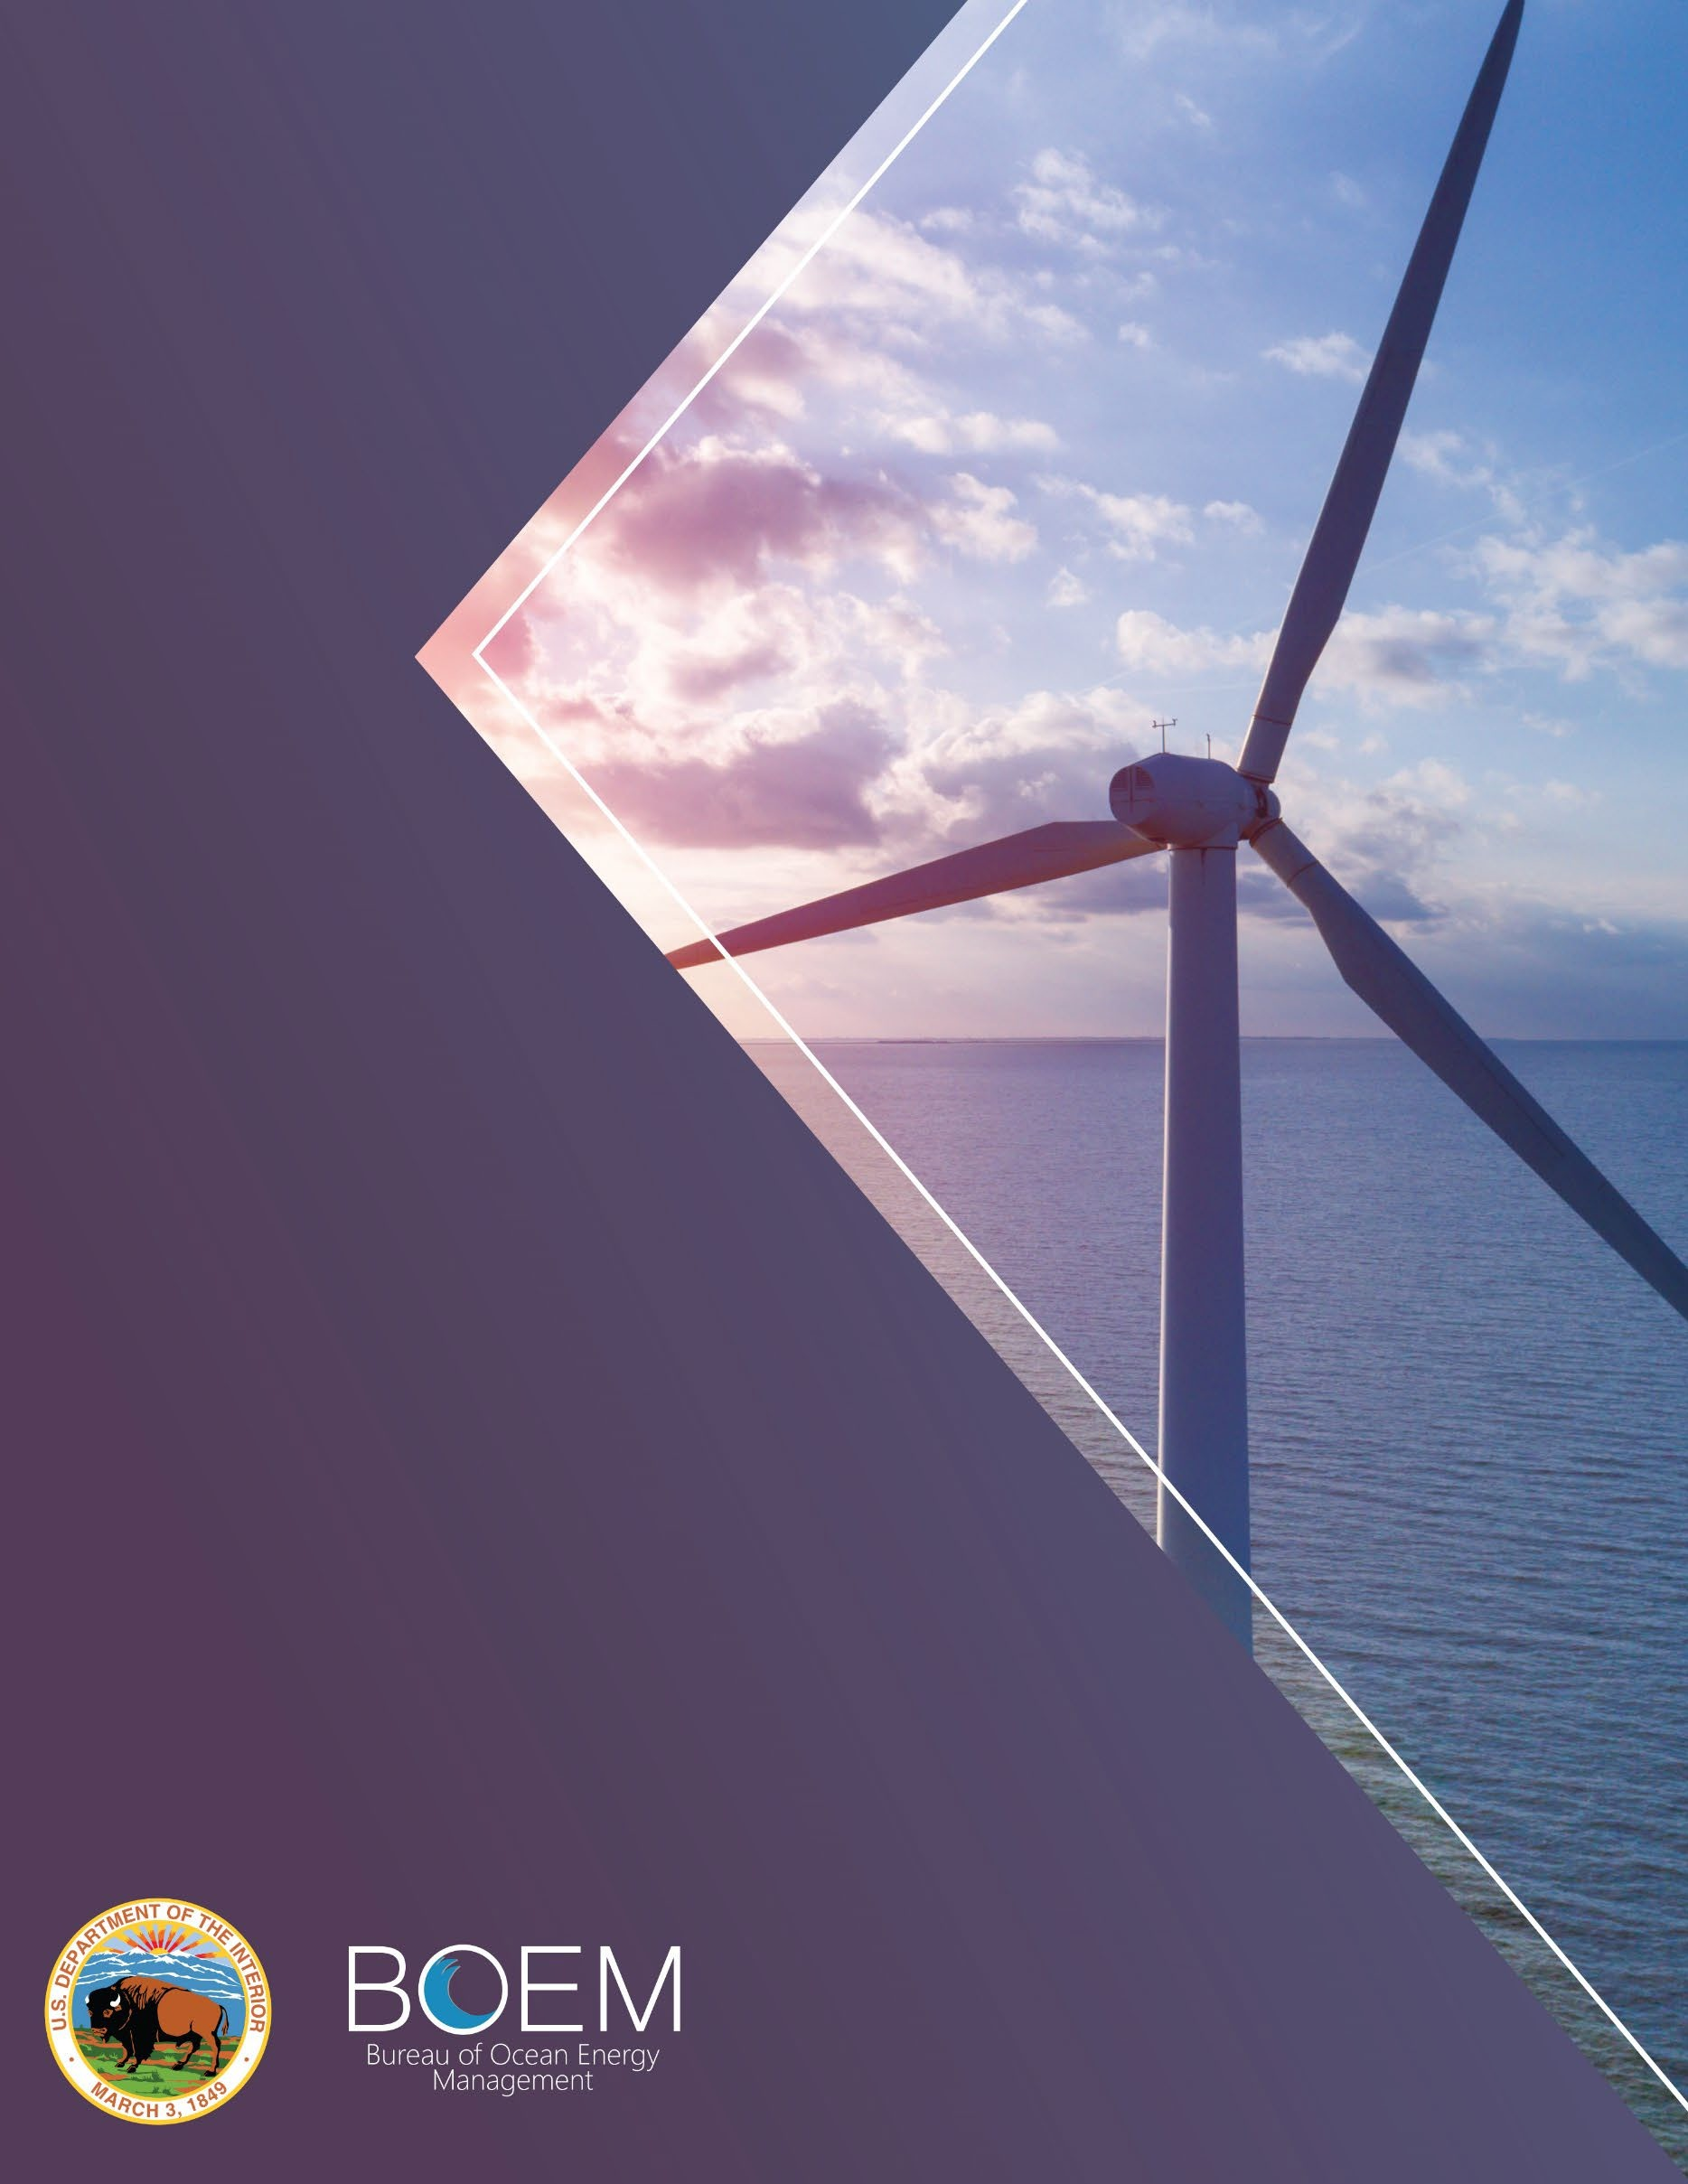 U.S. DEPARTMENT OF THE INTERIOR
MARCH 3, 1849
BOEM
Bureau of Ocean Energy
Management